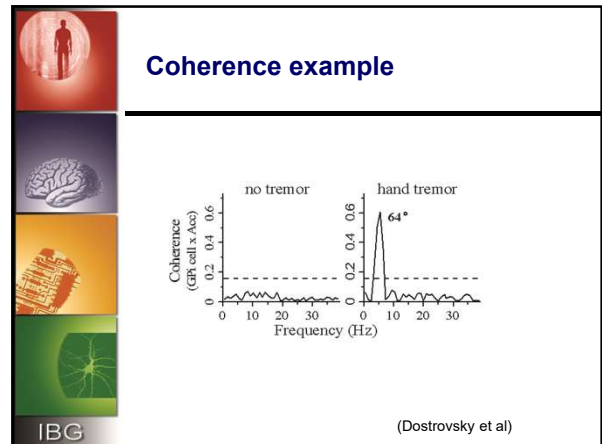 Coherence example
no tremor
hand tremor
Coherence
(GPi cell x Acc)
0 0.2 0.4 0.6
0 0.2 0.4 0.6
64°
0 10 20 30
0 10 20 30
Frequency (Hz)
(Dostrovsky et al)
IBG